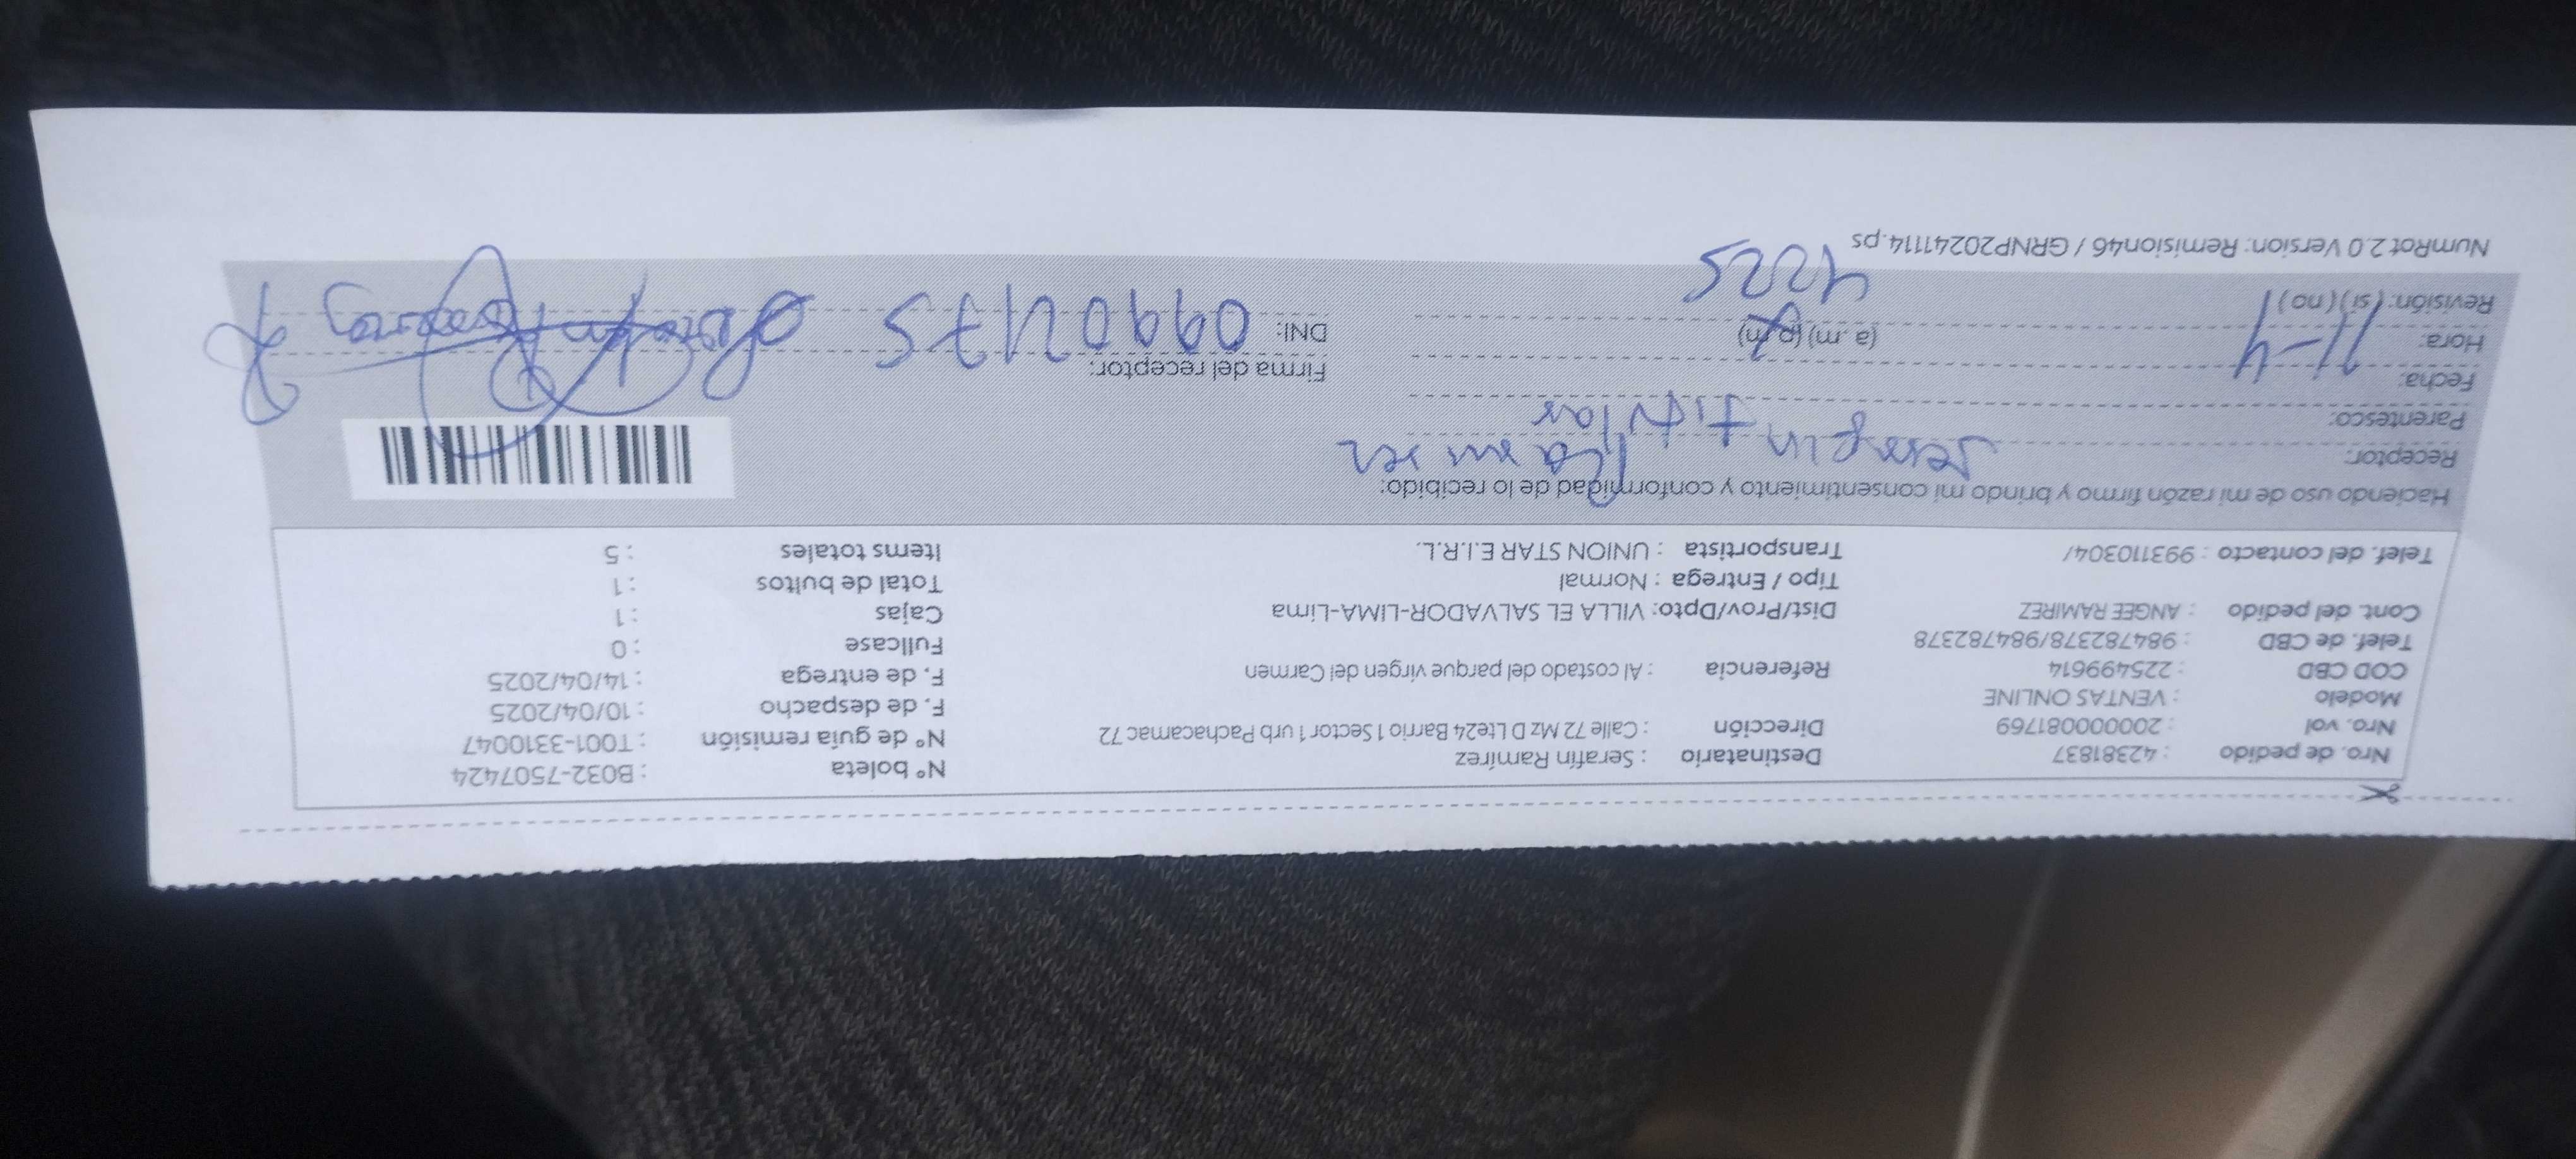 Nro. de pedido : 42381837 Destinatario : Serafín Ramírez N° boleta : B032-7507424
Nro. vol : 20000000081769 Dirección : Calle 72 Mz D Lte24 Barrio 1 Sector 1 urb Pachacamac 72 N° de guía remisión : T001-3310047
Modelo : VENTAS ONLINE F. de despacho : 10/04/2025
COD CBD : 225499614 Referencia : Al costado del parque virgen del Carmen F. de entrega : 14/04/2025
Telef. de CBD : 984782378/984782378 Fullcase : 0
Cont. del pedido : ANGEE RAMIREZ Dist/Prov/Dpto: VILLA EL SALVADOR-LIMA-Lima Cajas : 1
Tipo / Entrega : Normal Total de bultos : 1
Telef. del contacto : 993110304/ Transportista : UNION STAR E.I.R.L. Items totales : 5
Haciendo uso de mi razón firmo y brindo mi consentimiento y conformidad de lo recibido:
Receptor: Ramirez
Parentesco: titular
Fecha: 11-4 Firma del receptor:
Hora: (a.m) (p.m) DNI: 09902175
Revisión: (si) (no) 4225
NumRot 2.0 Version: Remision46 / GRNP20241114.ps